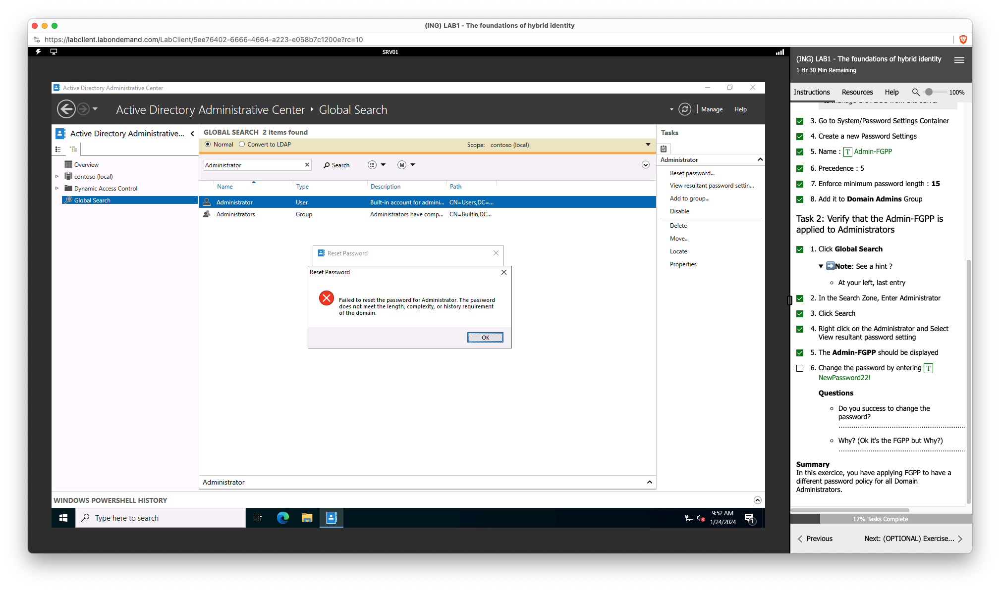 (ING) LAB1 - The foundations of hybrid identity
https://labclient.labondemand.com/LabClient/5ee76402-6666-4664-a223-e058b7c1200e?rc=10
SRV01
Active Directory Administrative Center
Active Directory Administrative Center • Global Search
Manage
Help
Active Directory Administrative...
Overview
contoso (local)
Dynamic Access Control
Global Search
GLOBAL SEARCH 2 items found
Normal
Convert to LDAP
Scope: contoso (local)
Administrator
Search
Name Type Description Path
Administrator User Built-in account for admini... CN=Users,DC=...
Administrators Group Administrators have comp... CN=Builtin,DC...
Reset Password
Reset Password
Failed to reset the password for Administrator. The password
does not meet the length, complexity, or history requirement
of the domain.
OK
Administrator
Tasks
Administrator
Reset password...
View resultant password settin...
Add to group...
Disable
Delete
Move...
Locate
Properties
WINDOWS POWERSHELL HISTORY
Type here to search
9:52 AM
1/24/2024
1
(ING) LAB1 - The foundations of hybrid identity
1 Hr 30 Min Remaining
Instructions Resources Help 100%
to manage the ADDS from this server
3. Go to System/Password Settings Container
4. Create a new Password Settings
5. Name : T Admin-FGPP
6. Precedence : 5
7. Enforce minimum password length : 15
8. Add it to Domain Admins Group
Task 2: Verify that the Admin-FGPP is
applied to Administrators
1. Click Global Search
Note: See a hint ?
At your left, last entry
2. In the Search Zone, Enter Administrator
3. Click Search
4. Right click on the Administrator and Select
View resultant password setting
5. The Admin-FGPP should be displayed
6. Change the password by entering T
NewPassword22!
Questions
Do you success to change the
password?
Why? (Ok it's the FGPP but Why?)
Summary
In this exercice, you have applying FGPP to have a
different password policy for all Domain
Administrators.
17% Tasks Complete
Previous
Next: (OPTIONAL) Exercise...